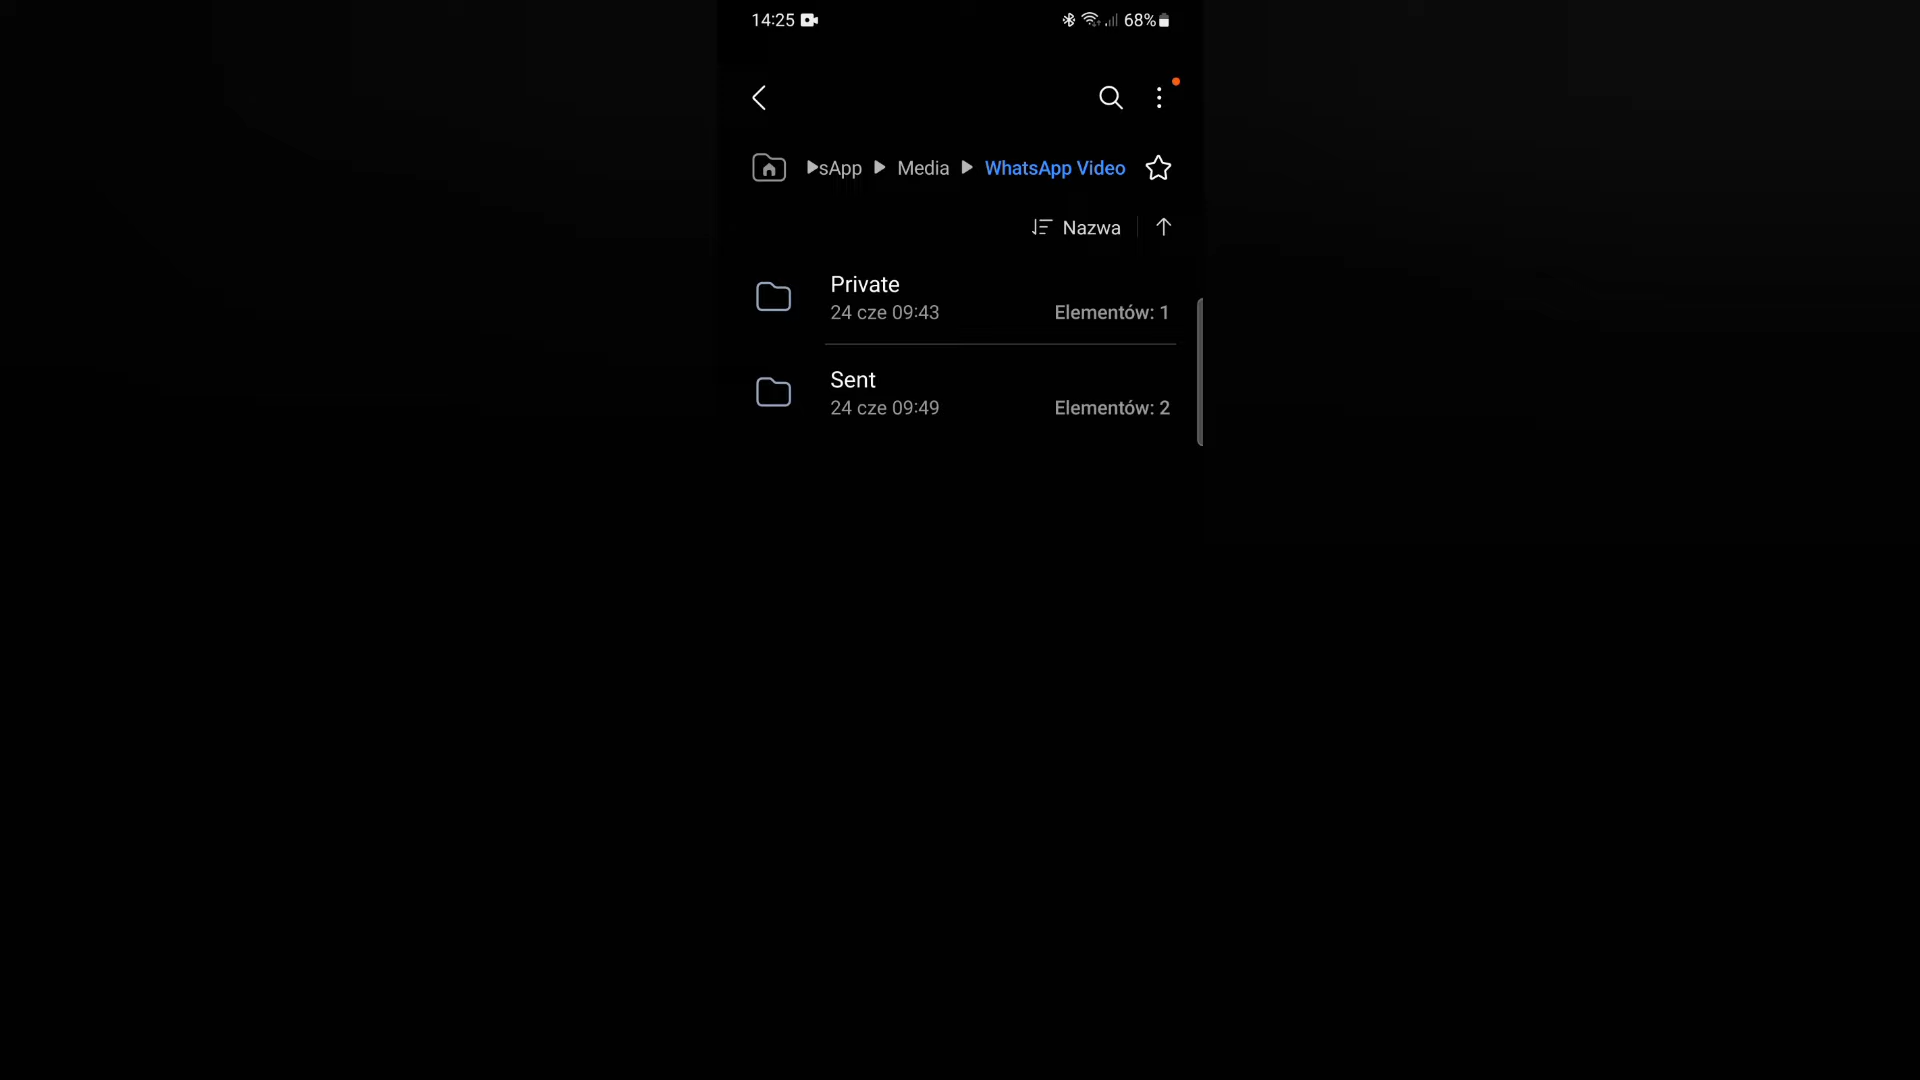 14:25 68%
sApp Media WhatsApp Video
Nazwa
Private
24 cze 09:43 Elementów: 1
Sent
24 cze 09:49 Elementów: 2